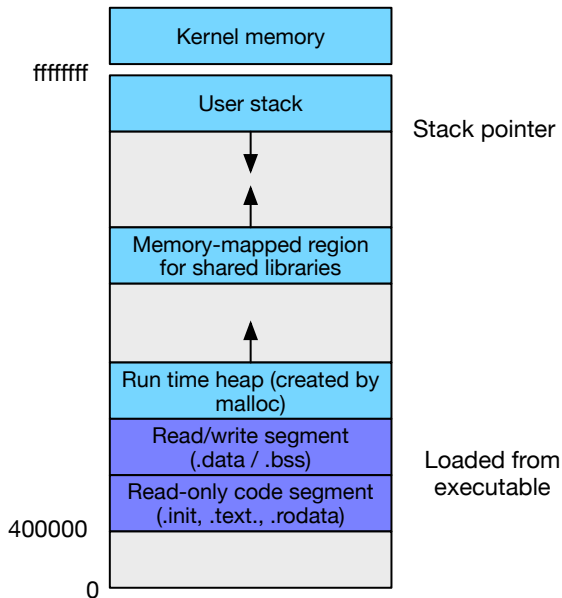 Kernel memory
ffffffff
User stack
Stack pointer
Memory-mapped region
for shared libraries
Run time heap (created by
malloc)
Read/write segment
(.data / .bss)
Loaded from
executable
Read-only code segment
(.init, .text., .rodata)
400000
0